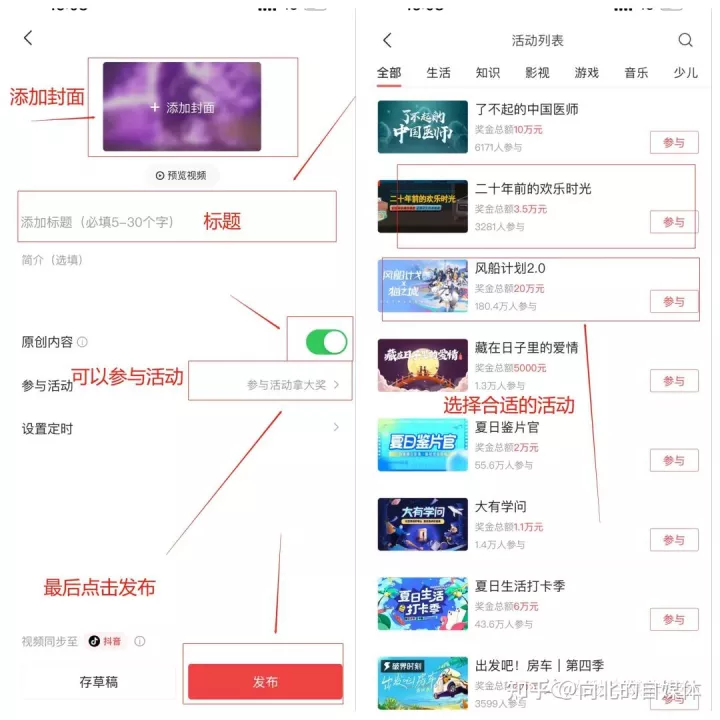 添加封面
+ 添加封面
预览视频
添加标题（必填5-30个字）
标题
简介（选填）
原创内容
参与活动
可以参与活动
参与活动拿大奖
设置定时
最后点击发布
视频同步至 抖音
存草稿
发布
活动列表
全部 生活 知识 影视 游戏 音乐 少儿
了不起的
中国医师
了不起的中国医师
奖金总额10万元
6171人参与
参与
二十年前的欢乐时光
二十年前的欢乐时光
奖金总额3.5万元
3281人参与
参与
风船计划
X
猫之城
风船计划2.0
奖金总额20万元
180.4万人参与
参与
藏在日子里的爱情
藏在日子里的爱情
奖金总额5000元
1.3万人参与
参与
选择合适的活动
夏日鉴片官
夏日鉴片官
奖金总额2万元
55.6万人参与
参与
大有学问
大有学问
奖金总额1.1万元
1.4万人参与
参与
夏日生活
打卡季
夏日生活打卡季
奖金总额6万元
43.6万人参与
参与
极界时刻
出发吧！房车
出发吧！房车｜第四季
奖金总额
3599人参与
参与
知乎 @向北的自媒体